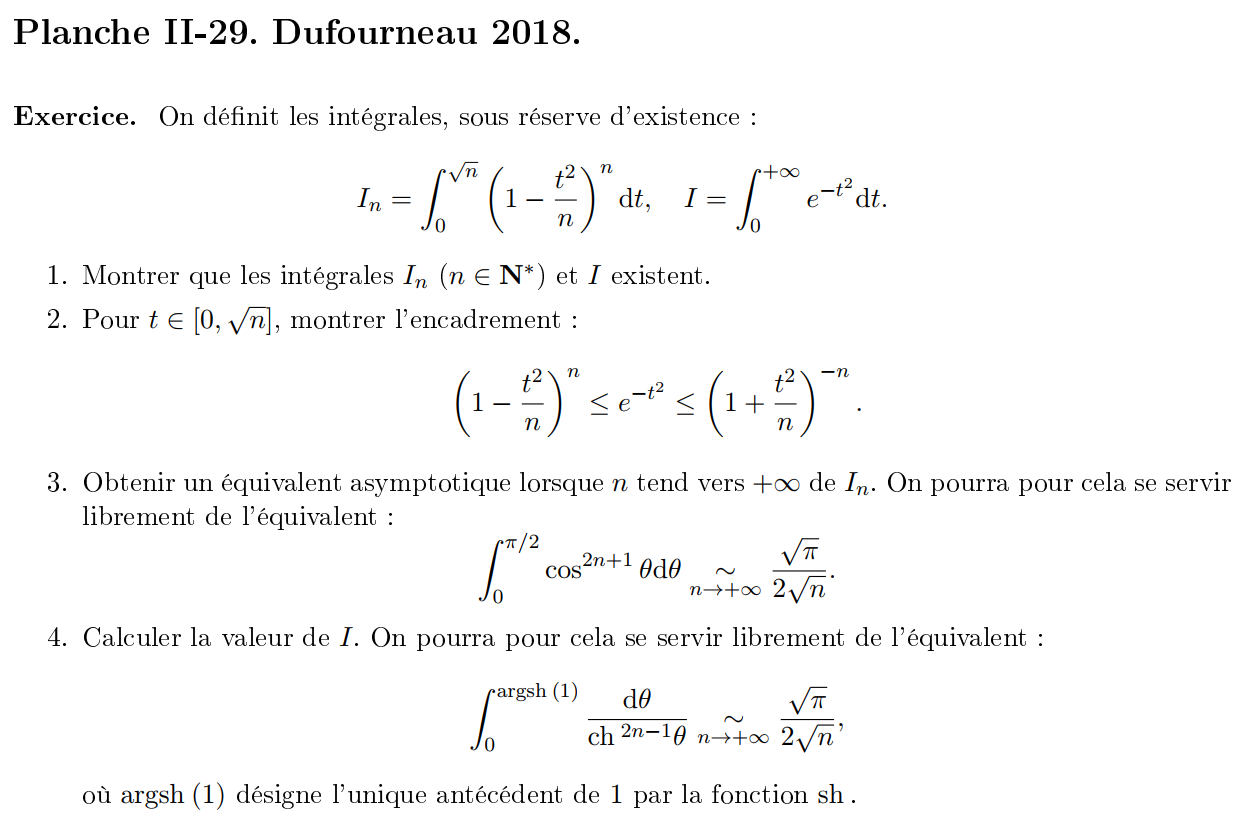 Planche II-29. Dufourneau 2018.
Exercice. On définit les intégrales, sous réserve d'existence :
$$I_n = \int_0^{\sqrt{n}} \left(1 - \frac{t^2}{n}\right)^n \mathrm{d}t, \quad I = \int_0^{+\infty} e^{-t^2} \mathrm{d}t.$$
1. Montrer que les intégrales $I_n$ ($n \in \mathbf{N}^*$) et $I$ existent.
2. Pour $t \in [0, \sqrt{n}]$, montrer l'encadrement :
$$\left(1 - \frac{t^2}{n}\right)^n \leq e^{-t^2} \leq \left(1 + \frac{t^2}{n}\right)^{-n}.$$
3. Obtenir un équivalent asymptotique lorsque $n$ tend vers $+\infty$ de $I_n$. On pourra pour cela se servir
librement de l'équivalent :
$$\int_0^{\pi/2} \cos^{2n+1} \theta \mathrm{d}\theta \underset{n \to +\infty}{\sim} \frac{\sqrt{\pi}}{2\sqrt{n}}.$$
4. Calculer la valeur de $I$. On pourra pour cela se servir librement de l'équivalent :
$$\int_0^{\operatorname{argsh}(1)} \frac{\mathrm{d}\theta}{\operatorname{ch}^{2n-1} \theta} \underset{n \to +\infty}{\sim} \frac{\sqrt{\pi}}{2\sqrt{n}},$$
où argsh (1) désigne l'unique antécédent de 1 par la fonction sh .